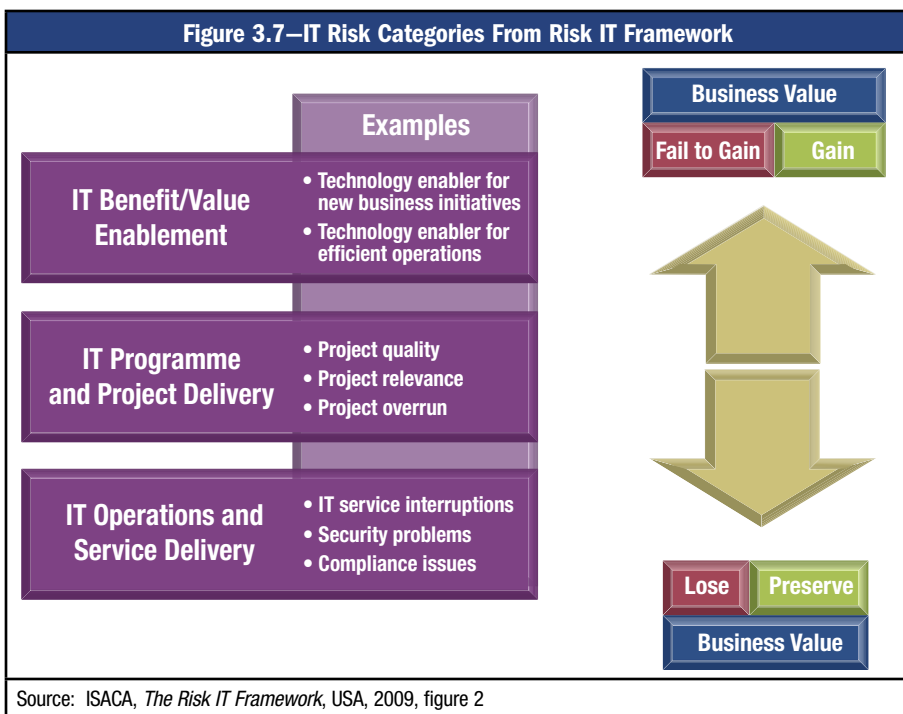 Figure 3.7—IT Risk Categories From Risk IT Framework
Examples
IT Benefit/Value
Enablement
• Technology enabler for
new business initiatives
• Technology enabler for
efficient operations
IT Programme
and Project Delivery
• Project quality
• Project relevance
• Project overrun
IT Operations and
Service Delivery
• IT service interruptions
• Security problems
• Compliance issues
Business Value
Fail to Gain
Gain
Lose
Preserve
Business Value
Source: ISACA, The Risk IT Framework, USA, 2009, figure 2